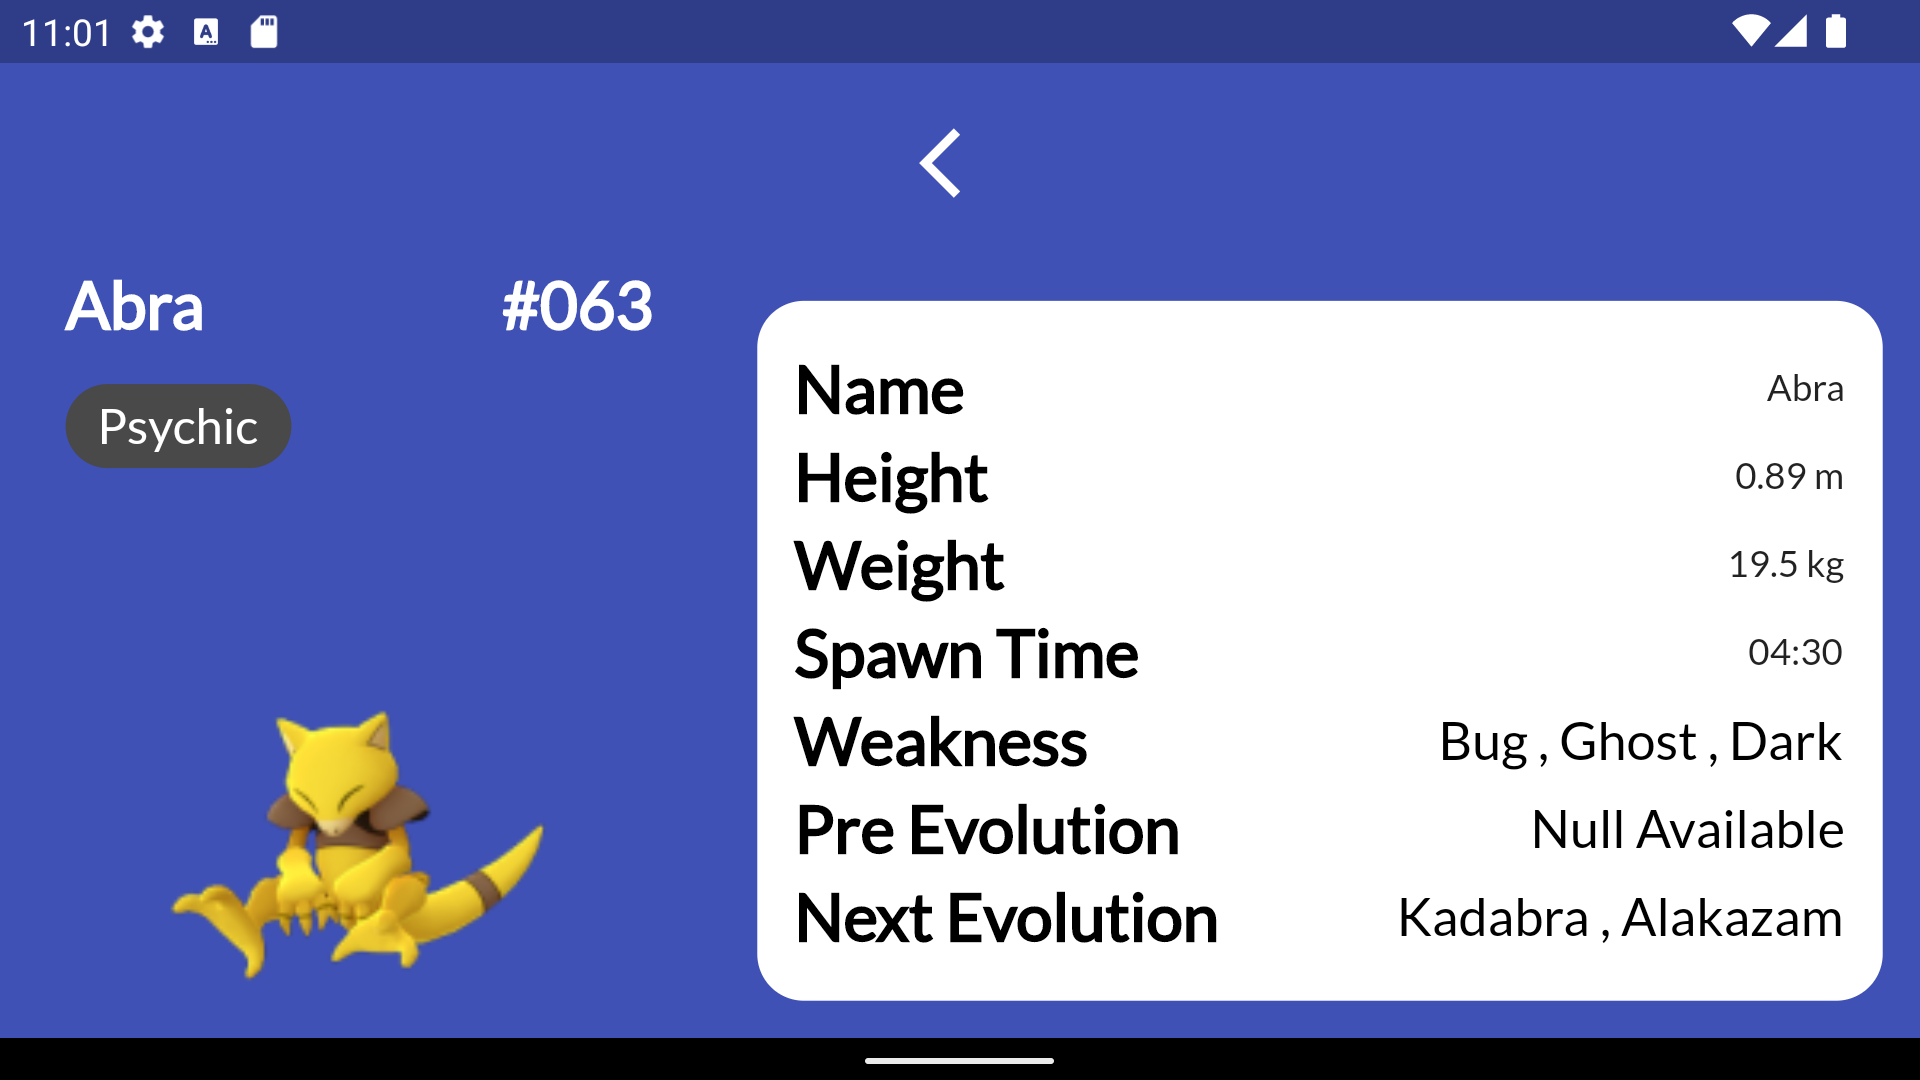 11:01
Abra #063
Psychic
Name Abra
Height 0.89 m
Weight 19.5 kg
Spawn Time 04:30
Weakness Bug , Ghost , Dark
Pre Evolution Null Available
Next Evolution Kadabra , Alakazam